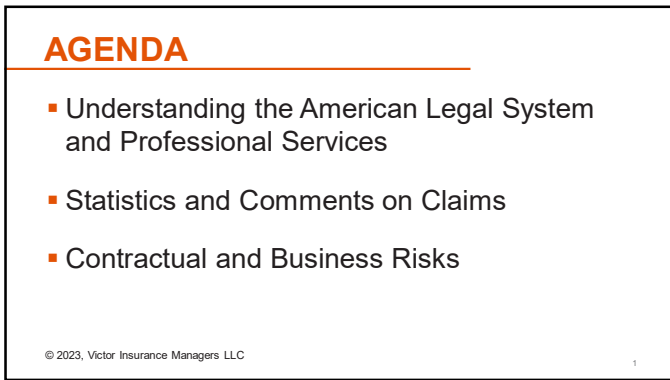 AGENDA
▪ Understanding the American Legal System
and Professional Services
▪ Statistics and Comments on Claims
▪ Contractual and Business Risks
© 2023, Victor Insurance Managers LLC
1